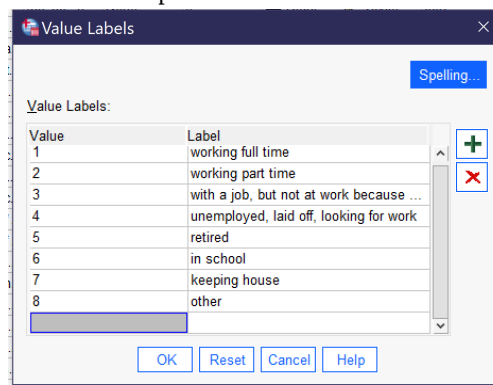 Value Labels
Spelling...
Value Labels:
Value Label
1 working full time
2 working part time
3 with a job, but not at work because ...
4 unemployed, laid off, looking for work
5 retired
6 in school
7 keeping house
8 other
OK Reset Cancel Help